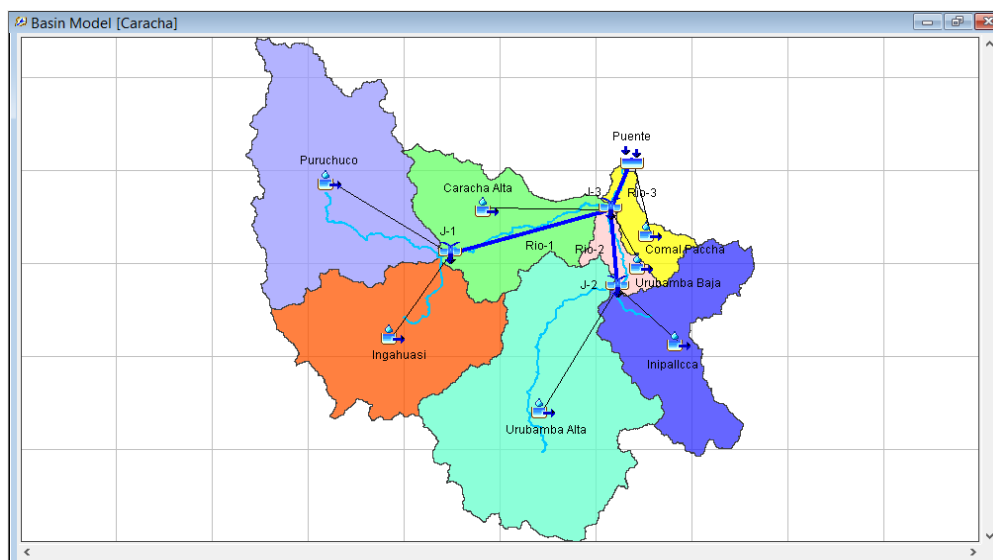 Basin Model [Caracha]
Puente
Puruchuco
Caracha Alta
J-3
Rio-3
J-1
Rio-1
Rio-2
Comal Paccha
J-2
Urubamba Baja
Ingahuasi
Inipallcca
Urubamba Alta